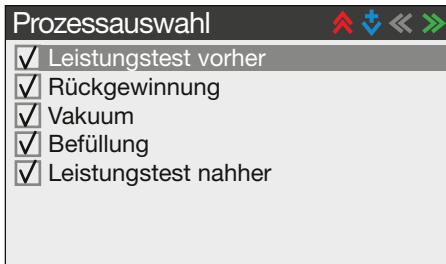 Prozessauswahl
Leistungstest vorher
Rückgewinnung
Vakuum
Befüllung
Leistungstest nahher